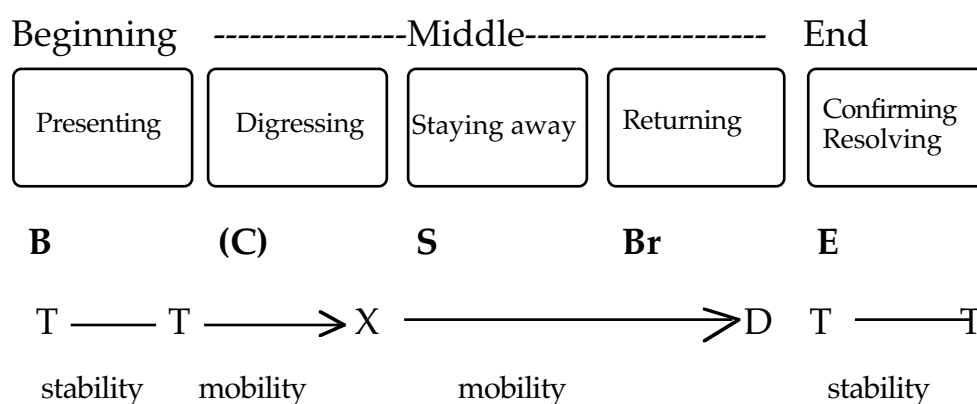 Beginning ----------------Middle-------------------- End
Presenting Digressing Staying away Returning Confirming
Resolving
B (C) S Br E
T T X D T T
stability mobility mobility stability